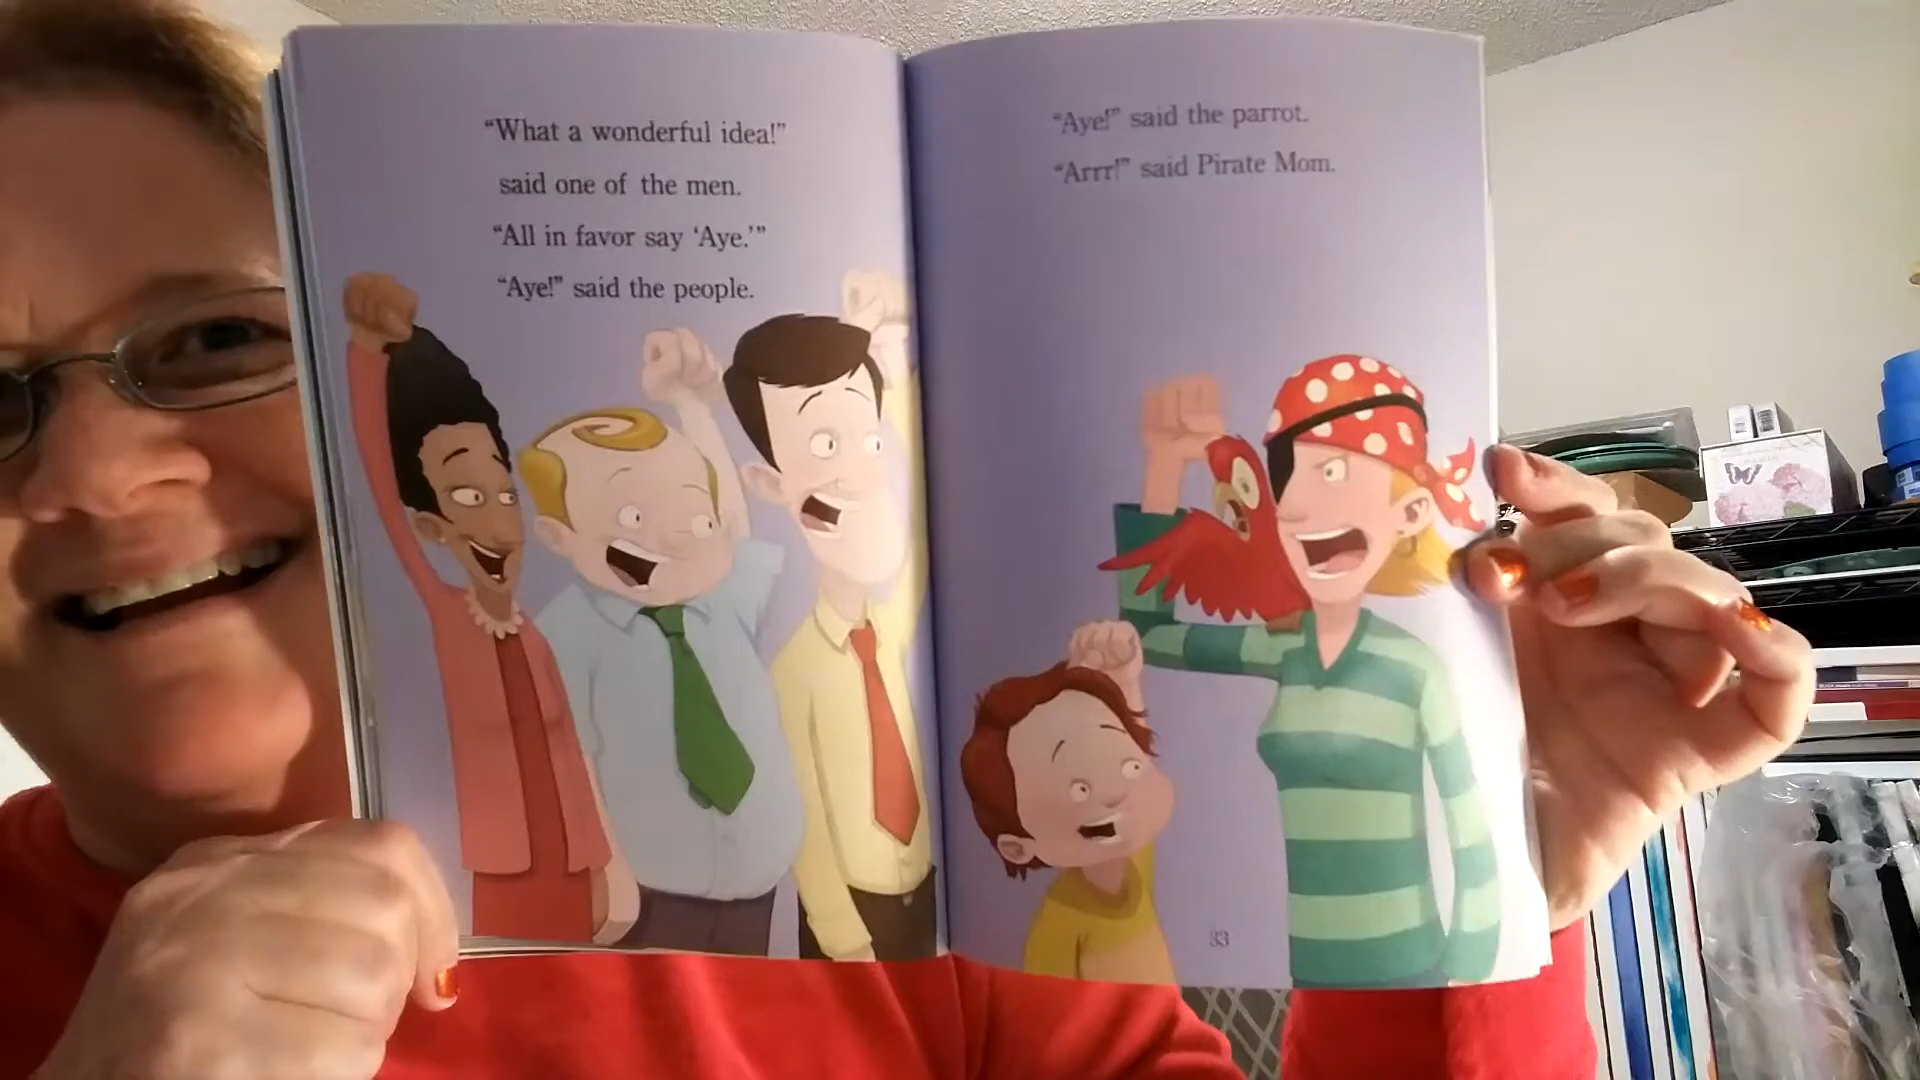 “What a wonderful idea!”
said one of the men.
“All in favor say ‘Aye.’”
“Aye!” said the people.
“Aye!” said the parrot.
“Arrr!” said Pirate Mom.
33